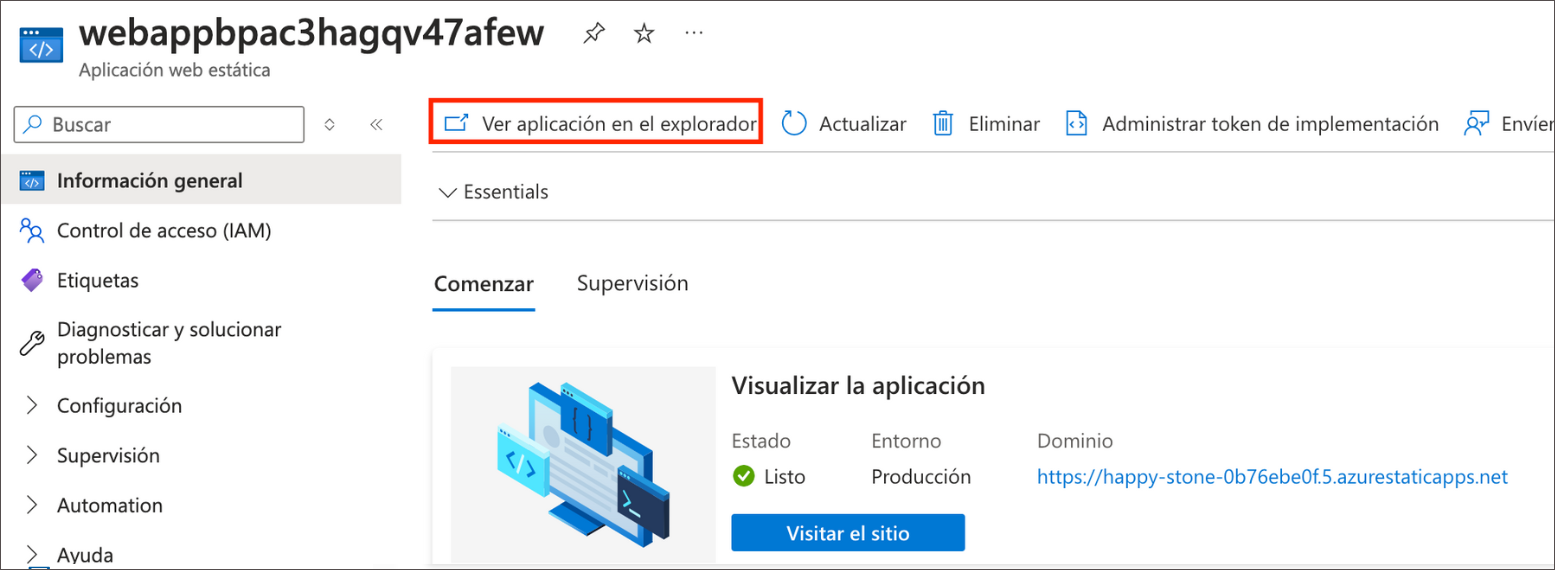 webappbpac3hagqv47afew
Aplicación web estática
Buscar
Ver aplicación en el explorador
Actualizar
Eliminar
Administrar token de implementación
Información general
Control de acceso (IAM)
Etiquetas
Diagnosticar y solucionar
problemas
Configuración
Supervisión
Automation
Ayuda
Essentials
Comenzar
Supervisión
Visualizar la aplicación
Estado
Entorno
Dominio
Listo
Producción
https://happy-stone-0b76ebe0f.5.azurestaticapps.net
Visitar el sitio